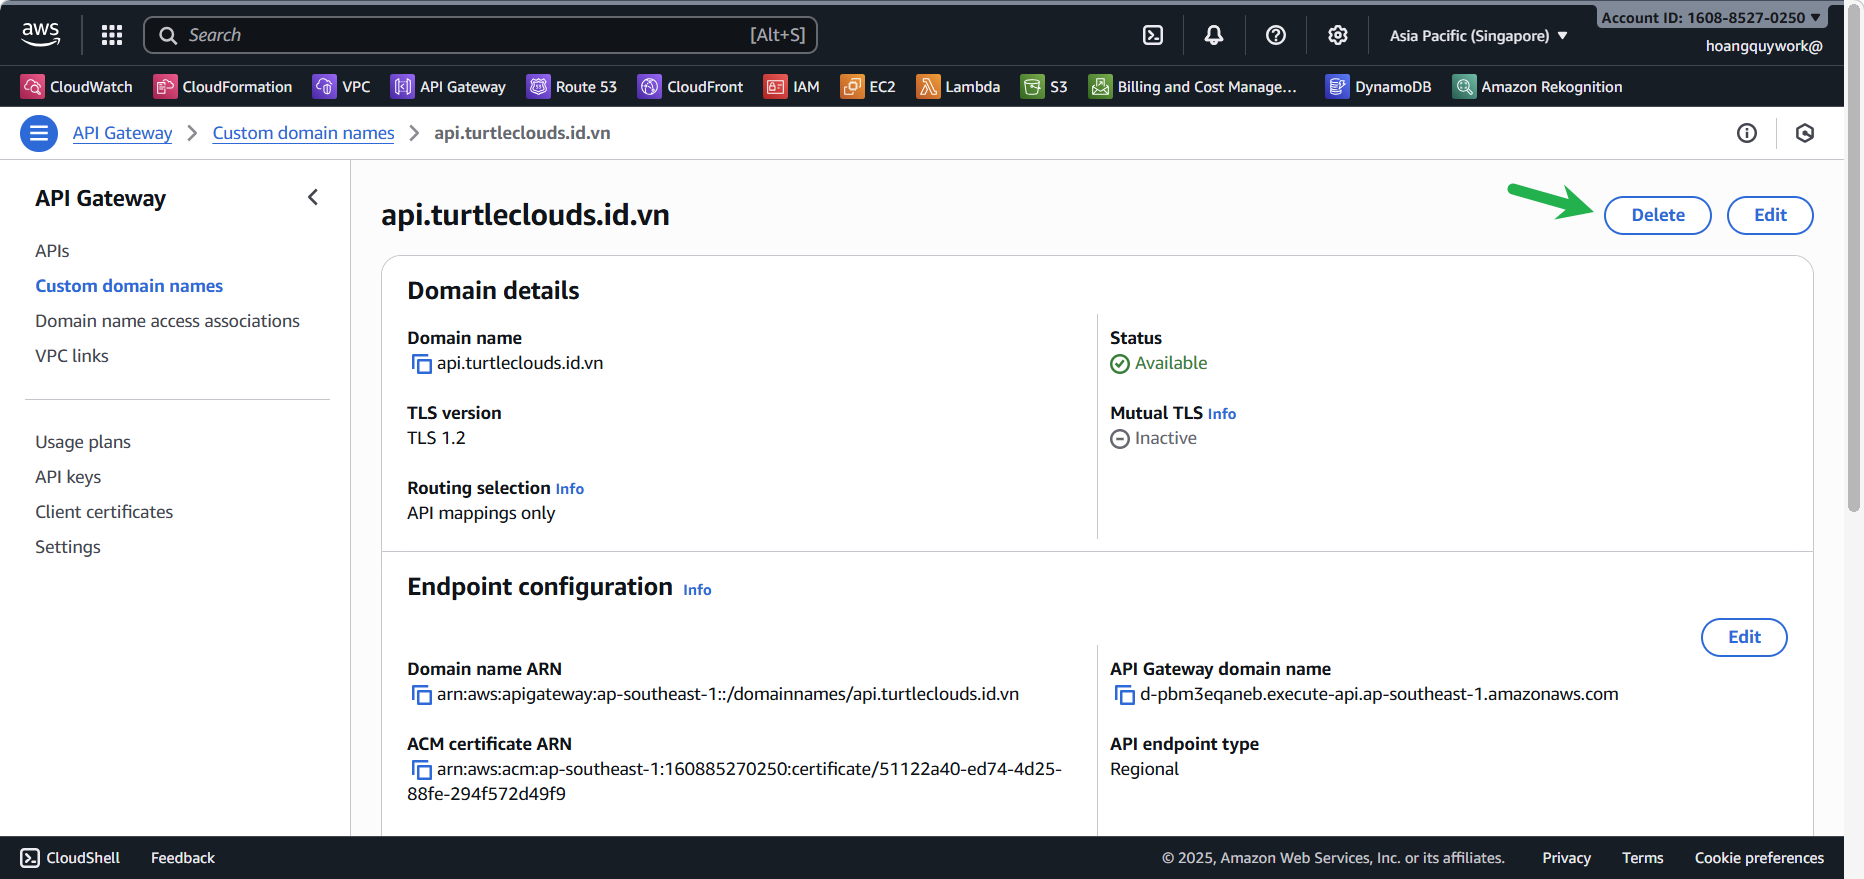 aws
Search
[Alt+S]
Asia Pacific (Singapore)
Account ID: 1608-8527-0250
hoangquywork@
CloudWatch
CloudFormation
VPC
API Gateway
Route 53
CloudFront
IAM
EC2
Lambda
S3
Billing and Cost Manage...
DynamoDB
Amazon Rekognition
API Gateway
Custom domain names
api.turtleclouds.id.vn
API Gateway
APIs
Custom domain names
Domain name access associations
VPC links
Usage plans
API keys
Client certificates
Settings
api.turtleclouds.id.vn
Delete
Edit
Domain details
Domain name
api.turtleclouds.id.vn
TLS version
TLS 1.2
Routing selection Info
API mappings only
Status
Available
Mutual TLS Info
Inactive
Endpoint configuration Info
Edit
Domain name ARN
arn:aws:apigateway:ap-southeast-1::/domainnames/api.turtleclouds.id.vn
ACM certificate ARN
arn:aws:acm:ap-southeast-1:160885270250:certificate/51122a40-ed74-4d25-
88fe-294f572d49f9
API Gateway domain name
d-pbm3eqaneb.execute-api.ap-southeast-1.amazonaws.com
API endpoint type
Regional
CloudShell
Feedback
© 2025, Amazon Web Services, Inc. or its affiliates.
Privacy
Terms
Cookie preferences